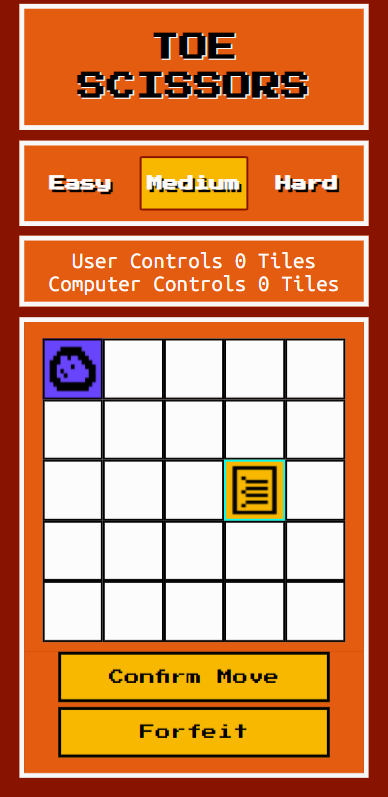 TOE
SCISSORS
Easy Medium Hard
User Controls 0 Tiles
Computer Controls 0 Tiles
Confirm Move
Forfeit